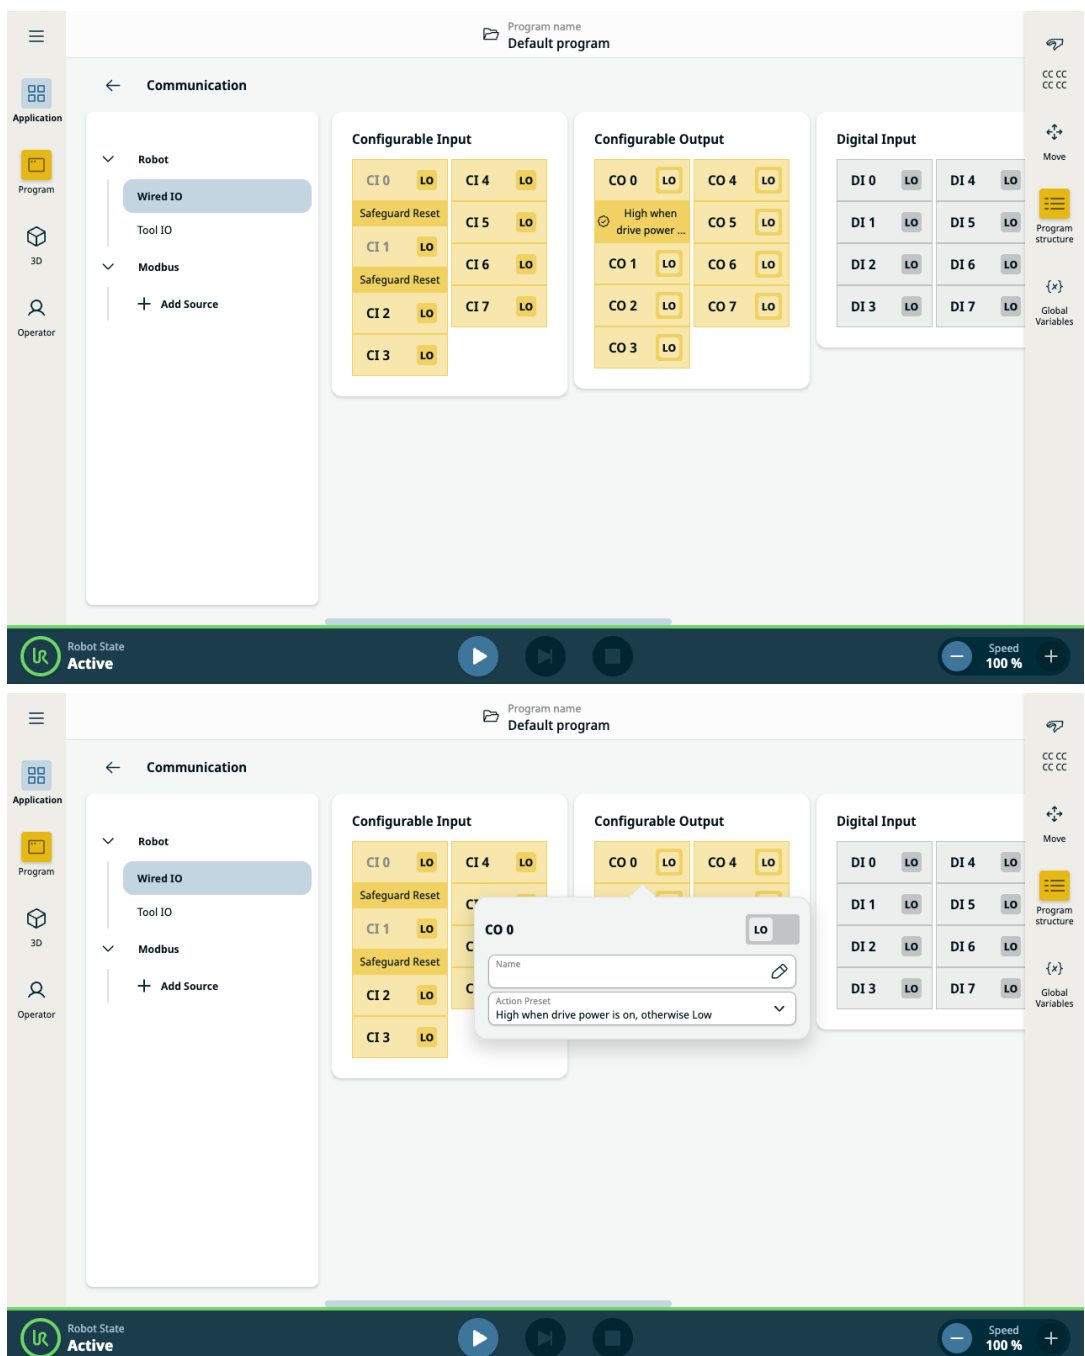 Program name
Default program
Communication
Application
Program
3D
Operator
Robot
Wired IO
Tool IO
Modbus
Add Source
Configurable Input
CI 0 LO
Safeguard Reset
CI 1 LO
Safeguard Reset
CI 2 LO
CI 3 LO
CI 4 LO
CI 5 LO
CI 6 LO
CI 7 LO
Configurable Output
CO 0 LO
High when
drive power ...
CO 1 LO
CO 2 LO
CO 3 LO
CO 4 LO
CO 5 LO
CO 6 LO
CO 7 LO
Digital Input
DI 0 LO
DI 1 LO
DI 2 LO
DI 3 LO
DI 4 LO
DI 5 LO
DI 6 LO
DI 7 LO
CC CC
CC CC
Move
Program
structure
{x}
Global
Variables
UR
Robot State
Active
Speed
100 %
Program name
Default program
Communication
Application
Program
3D
Operator
Robot
Wired IO
Tool IO
Modbus
Add Source
Configurable Input
CI 0 LO
Safeguard Reset
CI 1 LO
Safeguard Reset
CI 2 LO
CI 3 LO
CI 4 LO
Configurable Output
CO 0 LO
CO 4 LO
CO 0
LO
Name
Action Preset
High when drive power is on, otherwise Low
Digital Input
DI 0 LO
DI 1 LO
DI 2 LO
DI 3 LO
DI 4 LO
DI 5 LO
DI 6 LO
DI 7 LO
CC CC
CC CC
Move
Program
structure
{x}
Global
Variables
UR
Robot State
Active
Speed
100 %